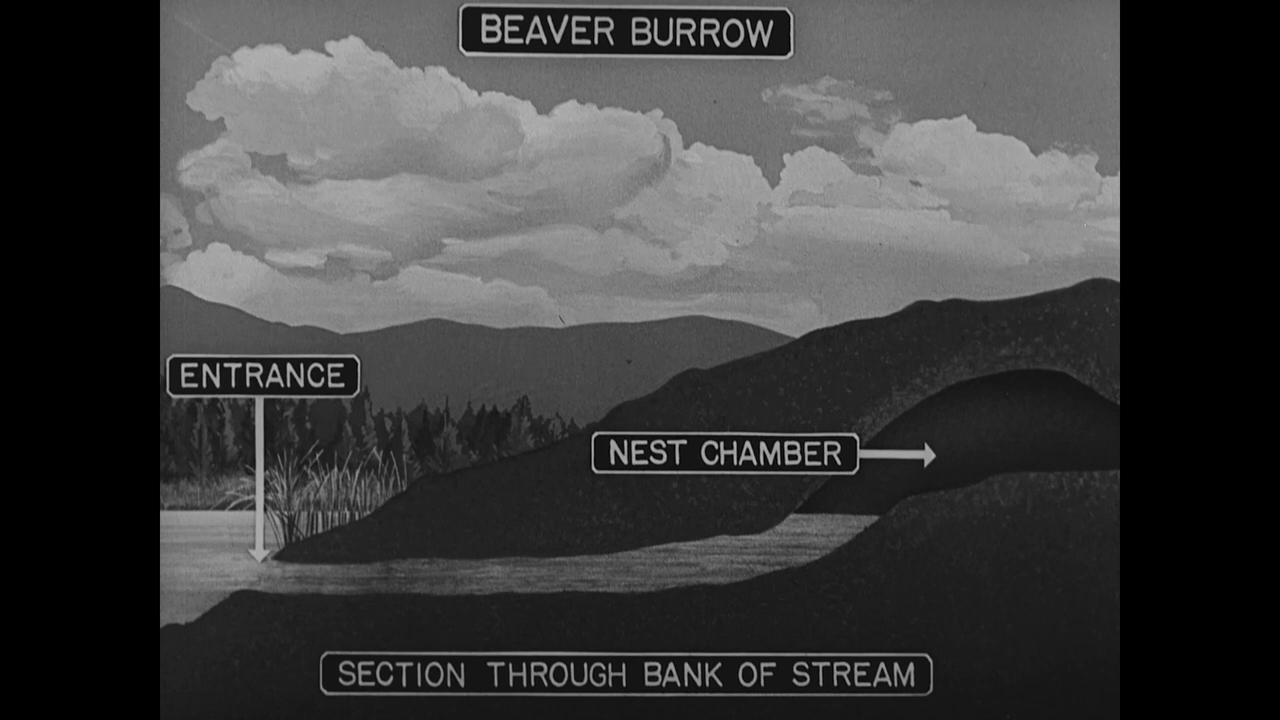 BEAVER BURROW
ENTRANCE
NEST CHAMBER
SECTION THROUGH BANK OF STREAM